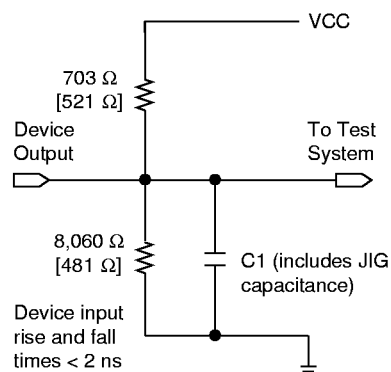 VCC
703 Ω
[521 Ω]
Device
Output
To Test
System
8,060 Ω
[481 Ω]
C1 (includes JIG
capacitance)
Device input
rise and fall
times < 2 ns